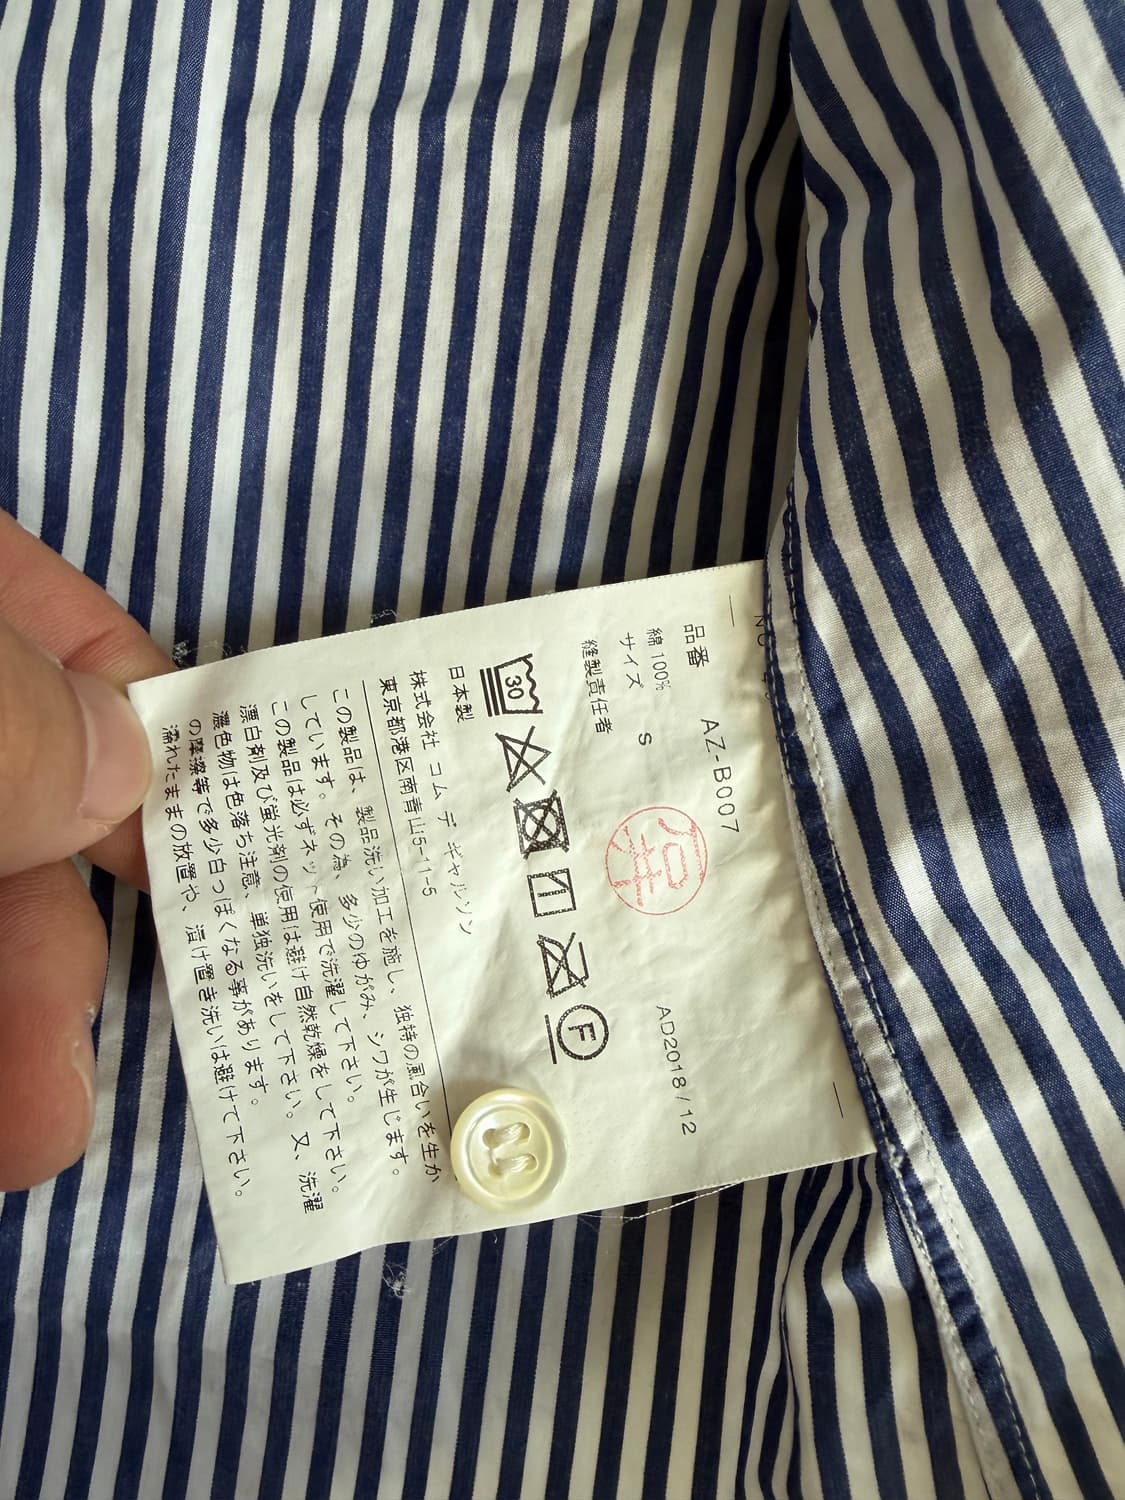 品番 AZ-B007
綿 100%
サイズ S
縫製責任者
AD2018 / 12
30
F
日本製
株式会社 コム デ ギャルソン
東京都港区南青山5-11-5
この製品は、製品洗い加工を施し、独特の風合いを生か
しています。その為、多少のゆがみ、シワが生じます。
この製品は必ずネット使用で洗濯して下さい。
漂白剤及び蛍光剤の使用は避け自然乾燥をして下さい。
濃色物は色落ち注意、単独洗いをして下さい。又、洗濯
の摩擦等で多少白っぽくなる事があります。
濡れたままの放置や、漬け置き洗いは避けて下さい。